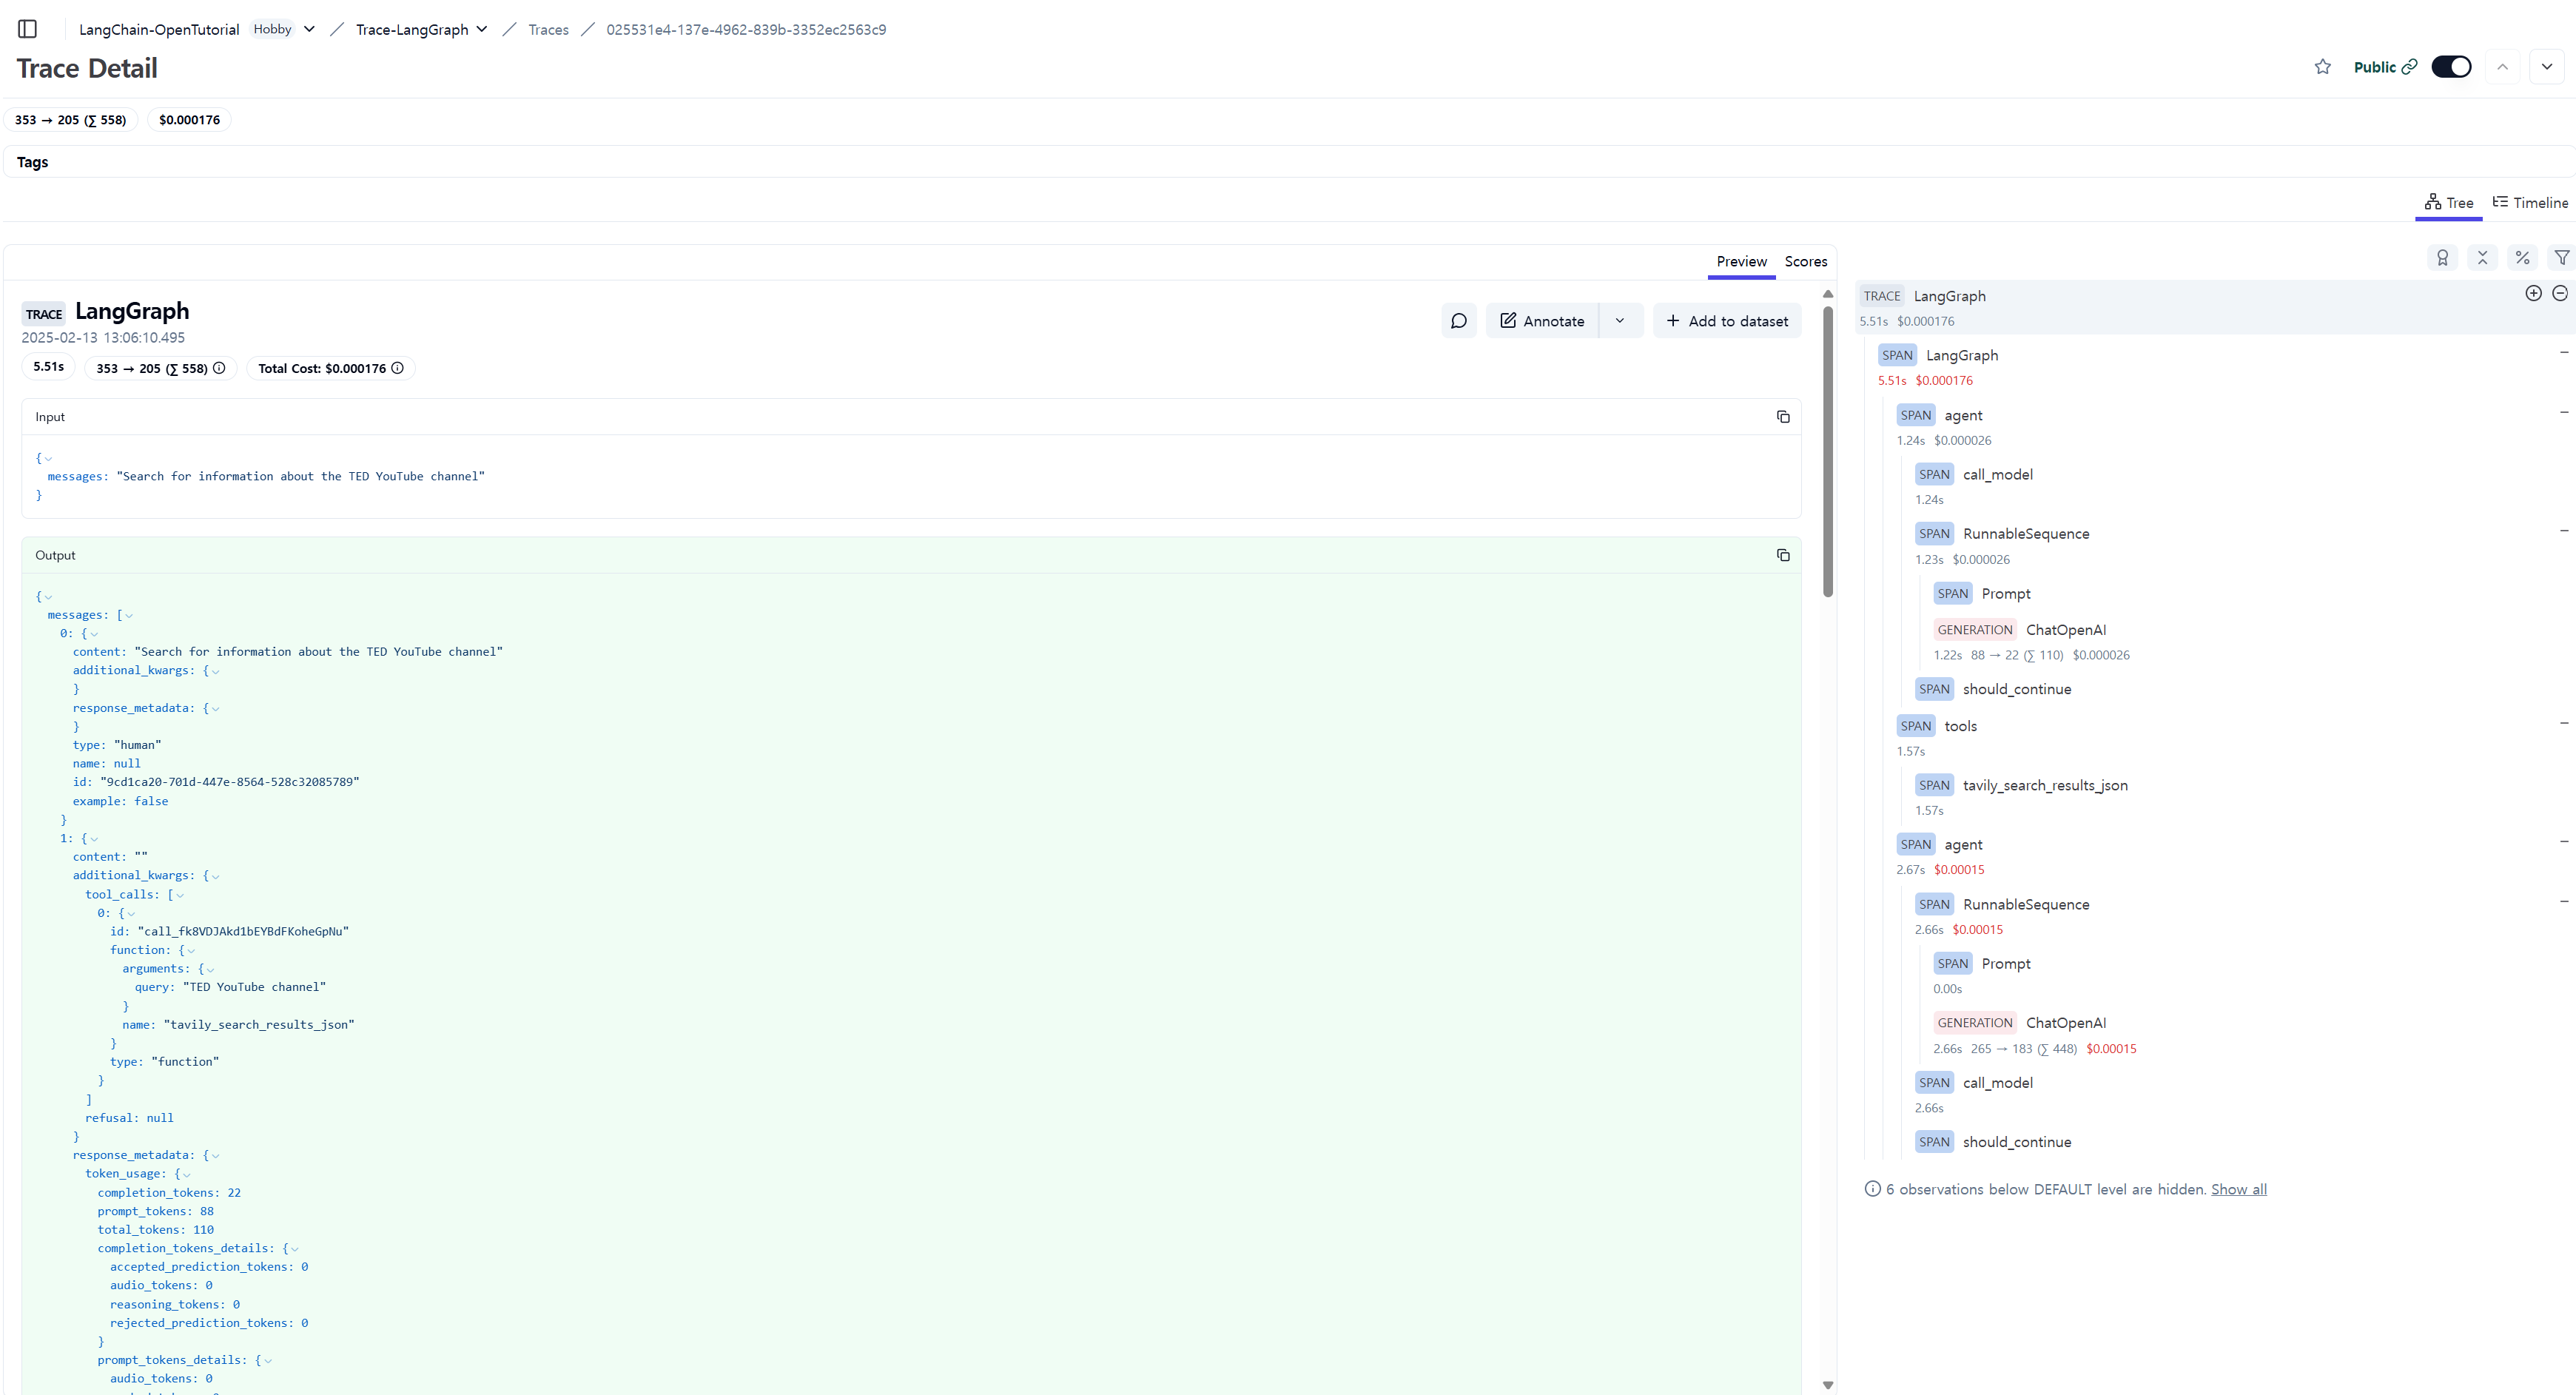 LangChain-OpenTutorial Hobby / Trace-LangGraph / Traces / 025531e4-137e-4962-839b-3352ec2563c9
Trace Detail
Public
353 → 205 (∑ 558) $0.000176
Tags
Tree Timeline
Preview Scores
TRACE LangGraph
2025-02-13 13:06:10.495
Annotate
+ Add to dataset
5.51s 353 → 205 (∑ 558) Total Cost: $0.000176
Input
{
messages: "Search for information about the TED YouTube channel"
}
Output
{
messages: [
0: {
content: "Search for information about the TED YouTube channel"
additional_kwargs: {
}
response_metadata: {
}
type: "human"
name: null
id: "9cd1ca20-701d-447e-8564-528c32085789"
example: false
}
1: {
content: ""
additional_kwargs: {
tool_calls: [
0: {
id: "call_fk8VDJAkd1bEYBdFKoheGpNu"
function: {
arguments: {
query: "TED YouTube channel"
}
name: "tavily_search_results_json"
}
type: "function"
}
]
refusal: null
}
response_metadata: {
token_usage: {
completion_tokens: 22
prompt_tokens: 88
total_tokens: 110
completion_tokens_details: {
accepted_prediction_tokens: 0
audio_tokens: 0
reasoning_tokens: 0
rejected_prediction_tokens: 0
}
prompt_tokens_details: {
audio_tokens: 0
TRACE LangGraph
5.51s $0.000176
SPAN LangGraph
5.51s $0.000176
SPAN agent
1.24s $0.000026
SPAN call_model
1.24s
SPAN RunnableSequence
1.23s $0.000026
SPAN Prompt
GENERATION ChatOpenAI
1.22s 88 → 22 (∑ 110) $0.000026
SPAN should_continue
SPAN tools
1.57s
SPAN tavily_search_results_json
1.57s
SPAN agent
2.67s $0.00015
SPAN RunnableSequence
2.66s $0.00015
SPAN Prompt
0.00s
GENERATION ChatOpenAI
2.66s 265 → 183 (∑ 448) $0.00015
SPAN call_model
2.66s
SPAN should_continue
6 observations below DEFAULT level are hidden. Show all